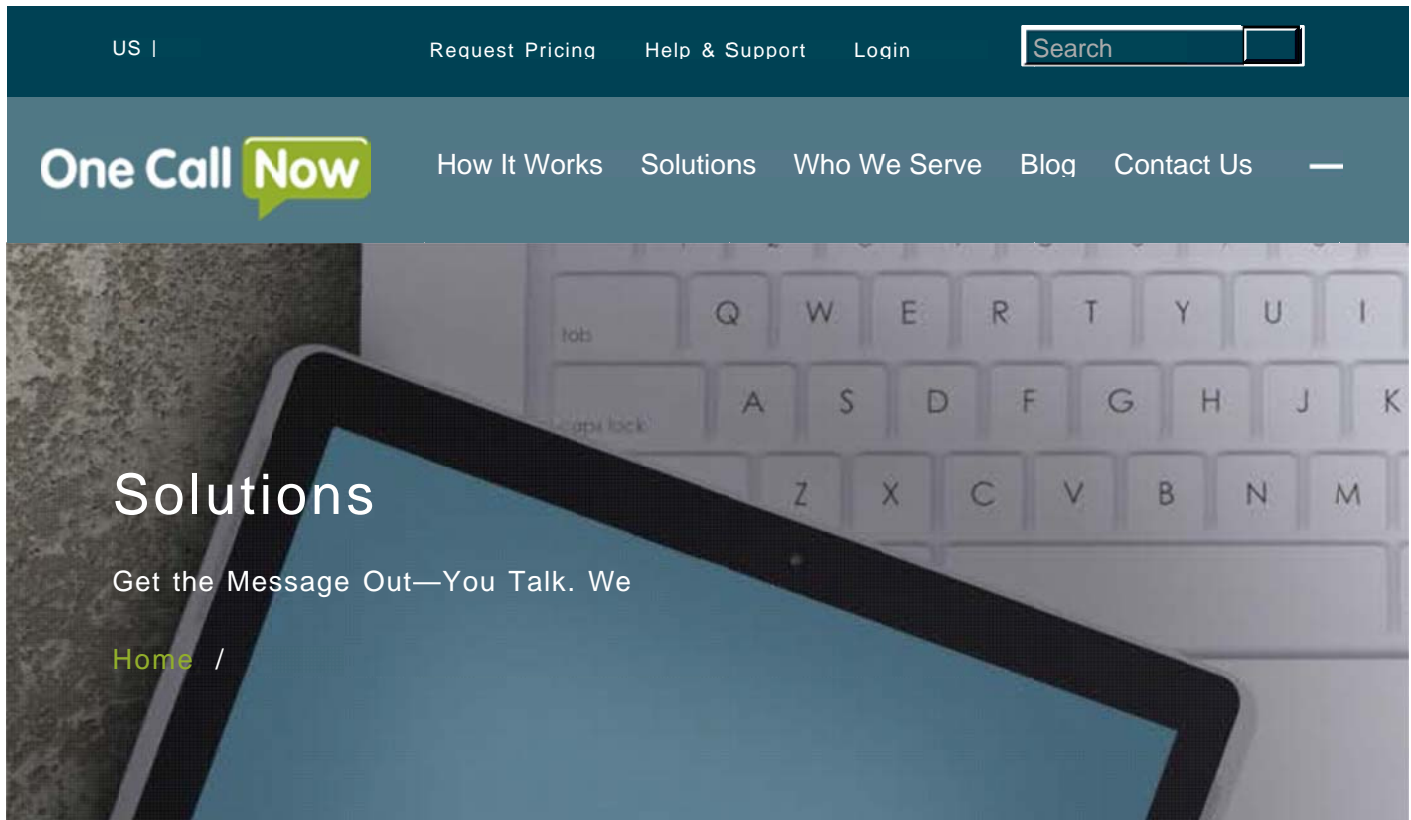 US |
Request Pricing Help & Support Login Search
One Call Now
How It Works Solutions Who We Serve Blog Contact Us
Q W E R T Y U I
tab
A S D F G H J K
caps lock
Z X C V B N M
Solutions
Get the Message Out—You Talk. We
Home /